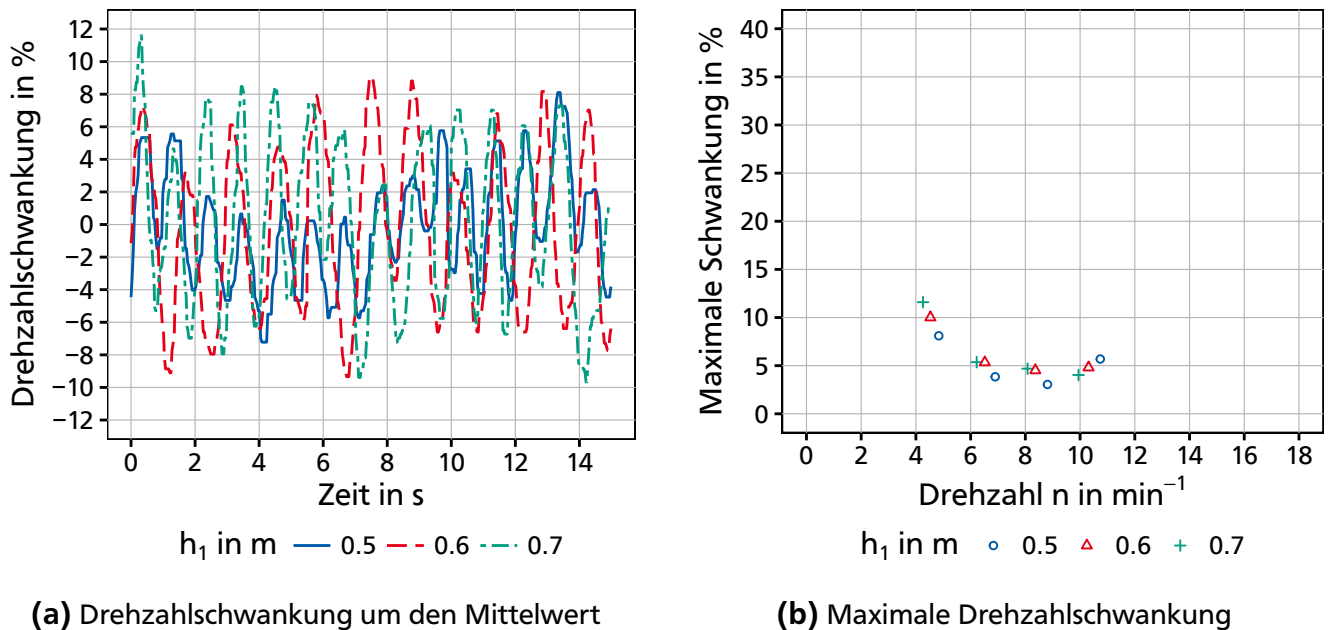 Drehzahlschwankung in %
12
10
8
6
4
2
0
−2
−4
−6
−8
−10
−12
0 2 4 6 8 10 12 14
Zeit in s
h1 in m 0.5 0.6 0.7
(a) Drehzahlschwankung um den Mittelwert
Maximale Schwankung in %
40
35
30
25
20
15
10
5
0
0 2 4 6 8 10 12 14 16 18
Drehzahl n in min−1
h1 in m 0.5 0.6 0.7
(b) Maximale Drehzahlschwankung